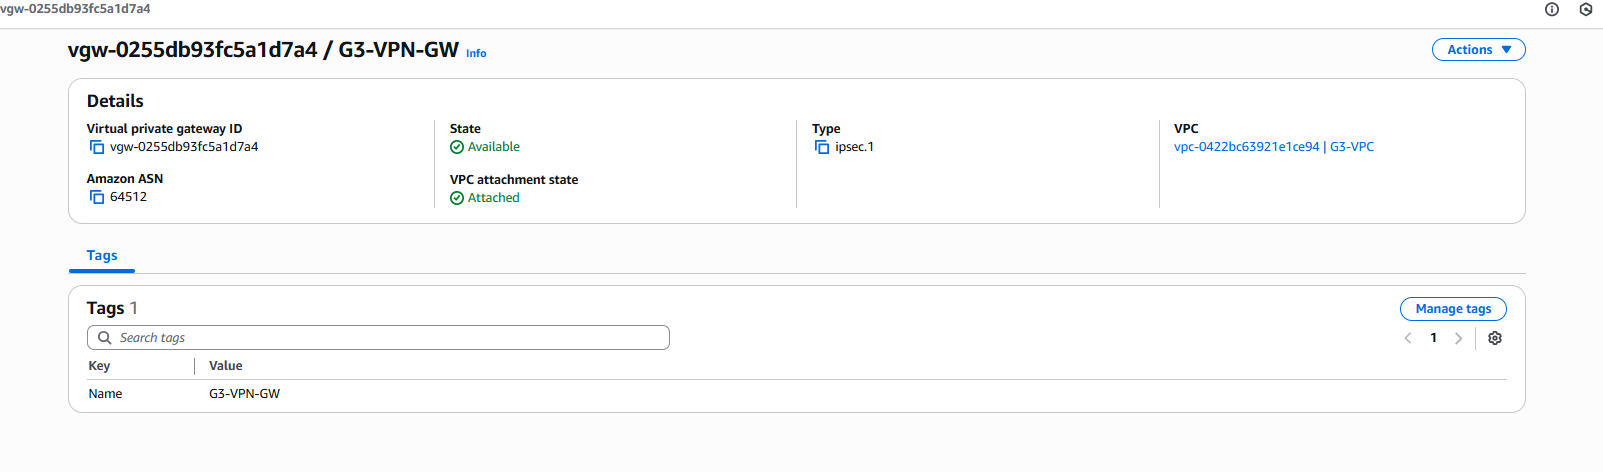 vgw-0255db93fc5a1d7a4
vgw-0255db93fc5a1d7a4 / G3-VPN-GW Info
Actions
Details
Virtual private gateway ID
vgw-0255db93fc5a1d7a4
State
Available
Type
ipsec.1
VPC
vpc-0422bc63921e1ce94 | G3-VPC
Amazon ASN
64512
VPC attachment state
Attached
Tags
Tags 1
Manage tags
Search tags
1
Key Value
Name G3-VPN-GW